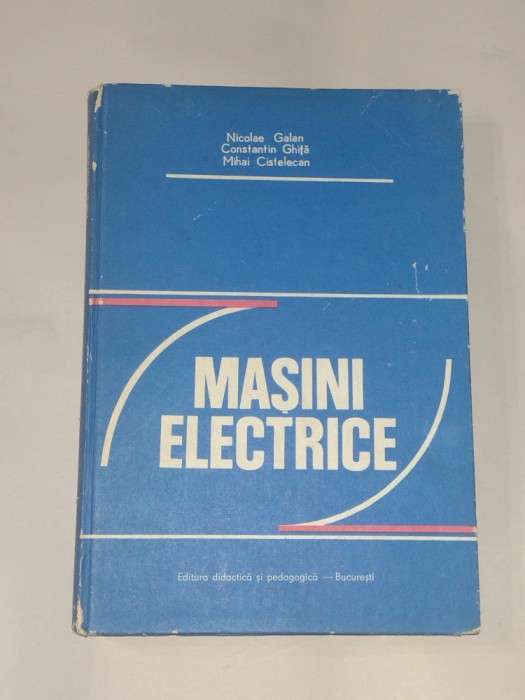 Nicolae Galan
Constantin Ghiță
Mihai Cistelecan
MAȘINI
ELECTRICE
Editura didactică și pedagogică — București